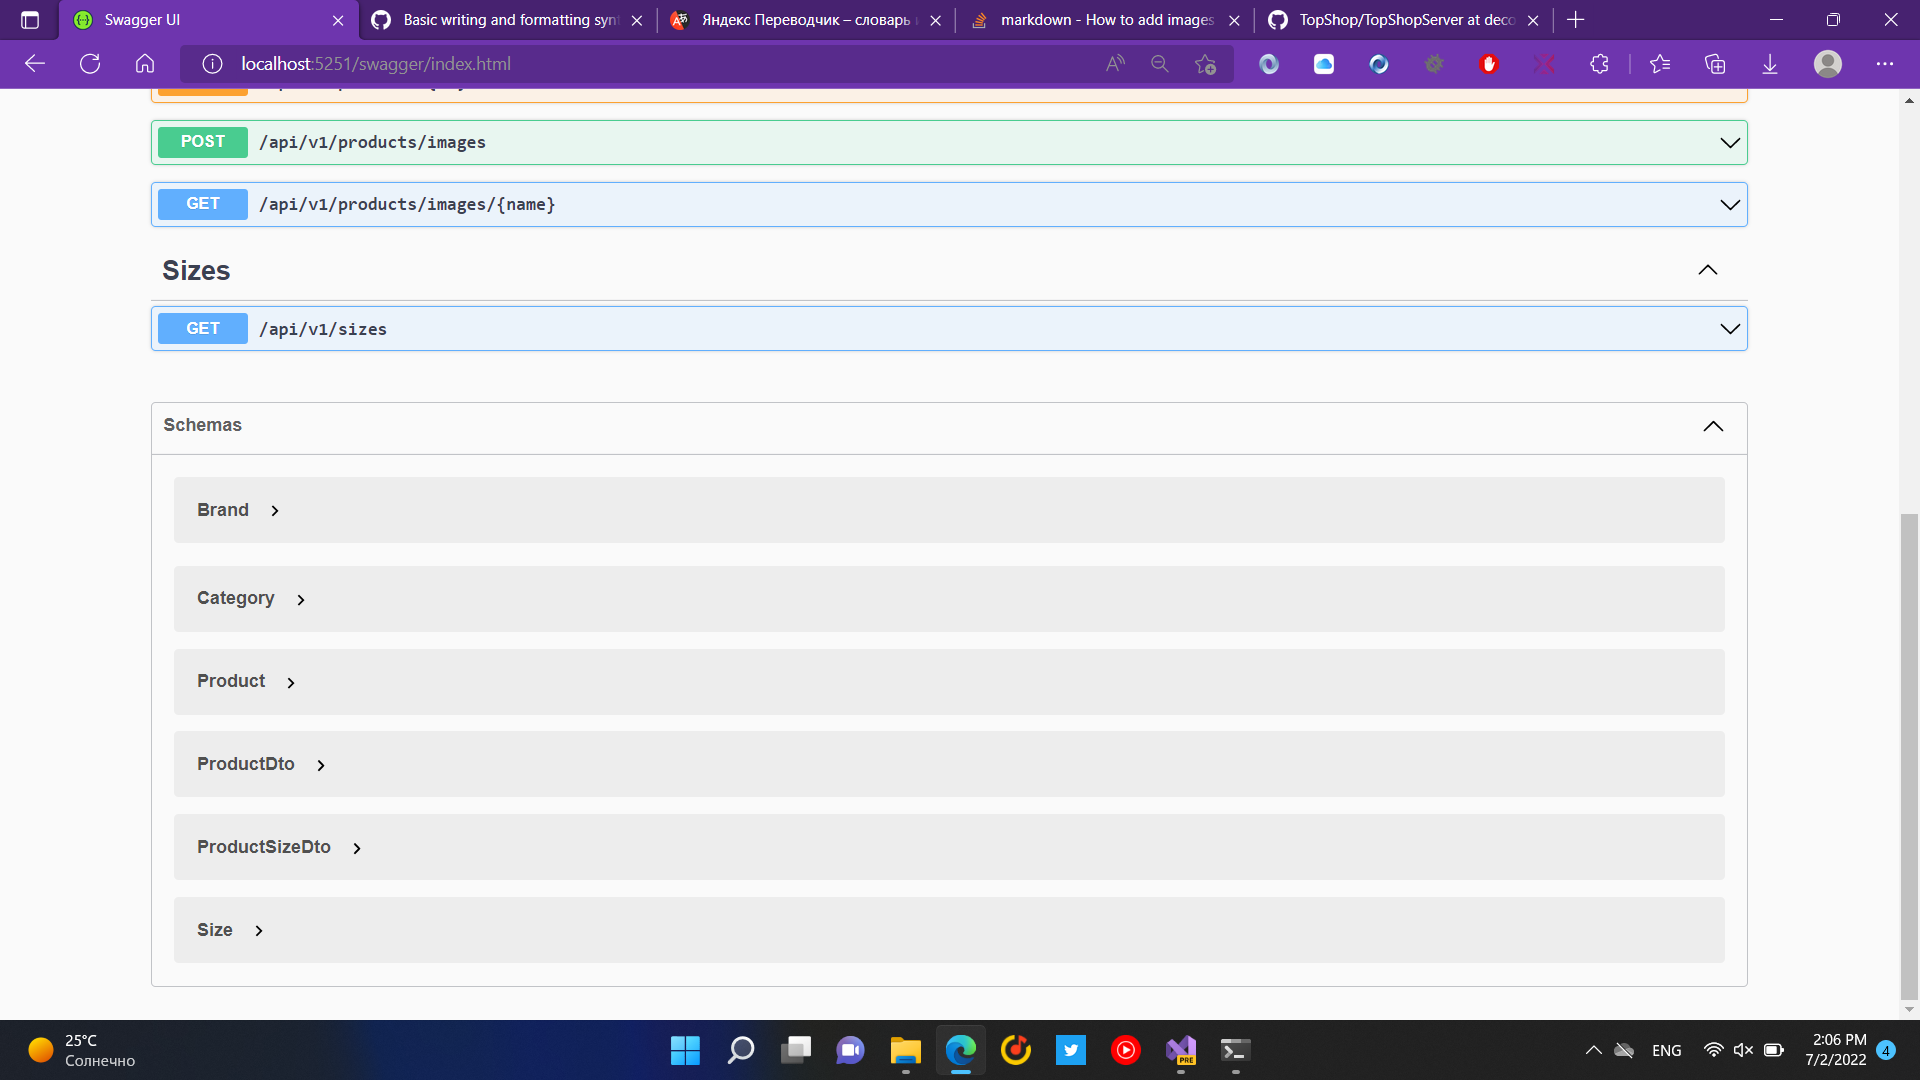 Swagger UI
Basic writing and formatting syn
Яндекс Переводчик – словарь
markdown - How to add images
TopShop/TopShopServer at deco
localhost:5251/swagger/index.html
POST /api/v1/products/images
GET /api/v1/products/images/{name}
Sizes
GET /api/v1/sizes
Schemas
Brand
Category
Product
ProductDto
ProductSizeDto
Size
25°C
Солнечно
PRE
ENG
2:06 PM
7/2/2022
4